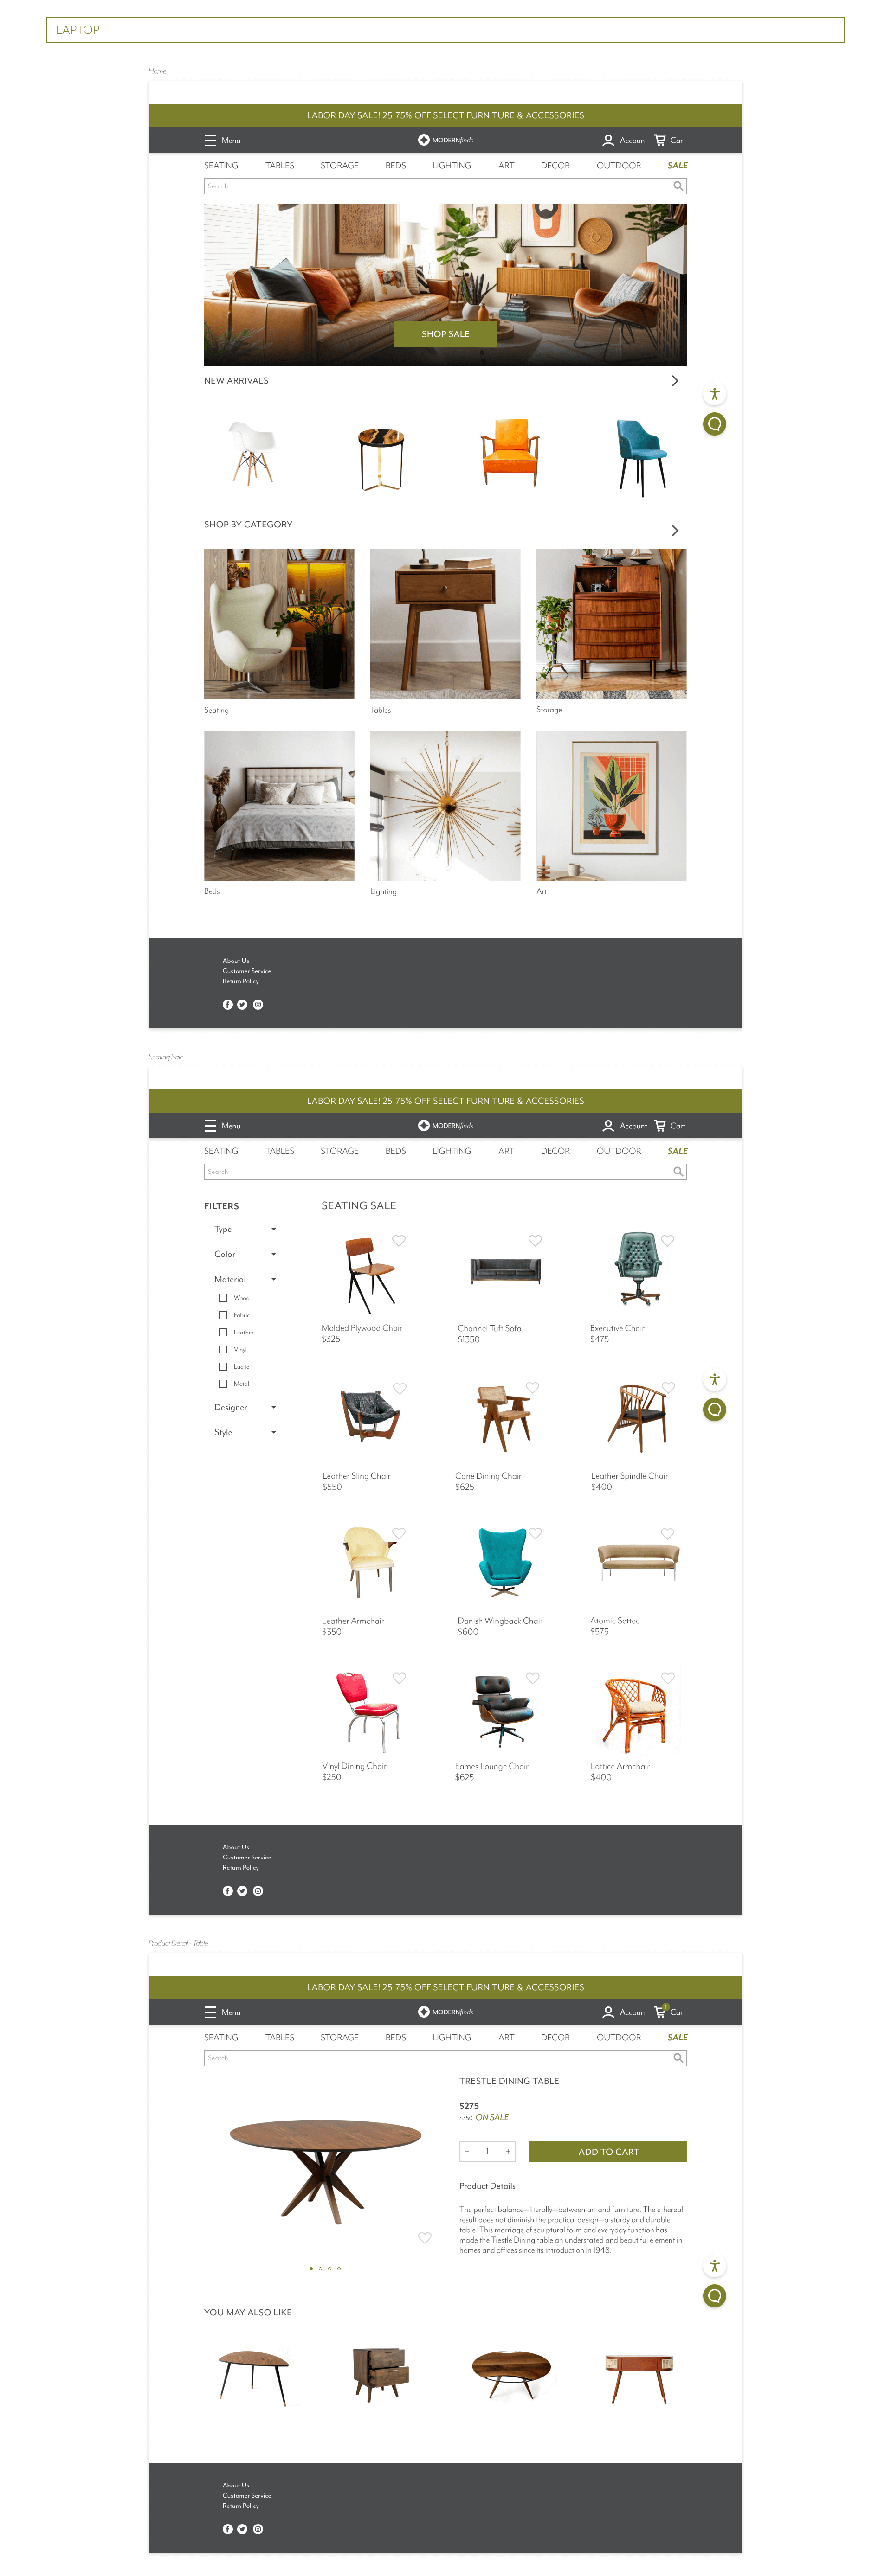 LAPTOP
Home
LABOR DAY SALE! 25-75% OFF SELECT FURNITURE & ACCESSORIES
Menu MODERNfinds Account Cart
SEATING TABLES STORAGE BEDS LIGHTING ART DECOR OUTDOOR SALE
Search
SHOP SALE
NEW ARRIVALS
SHOP BY CATEGORY
Seating Tables Storage
Beds Lighting Art
About Us
Customer Service
Return Policy
Seating Sale
LABOR DAY SALE! 25-75% OFF SELECT FURNITURE & ACCESSORIES
Menu MODERNfinds Account Cart
SEATING TABLES STORAGE BEDS LIGHTING ART DECOR OUTDOOR SALE
Search
FILTERS
Type
Color
Material
Wood
Fabric
Leather
Vinyl
Lucite
Metal
Designer
Style
SEATING SALE
Molded Plywood Chair Channel Tuft Sofa Executive Chair
$325 $1350 $475
Leather Sling Chair Cane Dining Chair Leather Spindle Chair
$550 $625 $400
Leather Armchair Danish Wingback Chair Atomic Settee
$350 $600 $575
Vinyl Dining Chair Eames Lounge Chair Lattice Armchair
$250 $625 $400
About Us
Customer Service
Return Policy
Product Detail - Table
LABOR DAY SALE! 25-75% OFF SELECT FURNITURE & ACCESSORIES
Menu MODERNfinds Account 1 Cart
SEATING TABLES STORAGE BEDS LIGHTING ART DECOR OUTDOOR SALE
Search
TRESTLE DINING TABLE
$275
$350 ON SALE
− 1 + ADD TO CART
Product Details
The perfect balance—literally—between art and furniture. The ethereal
result does not diminish the practical design—a sturdy and durable
table. This marriage of sculptural form and everyday function has
made the Trestle Dining table an understated and beautiful element in
homes and offices since its introduction in 1948.
YOU MAY ALSO LIKE
About Us
Customer Service
Return Policy